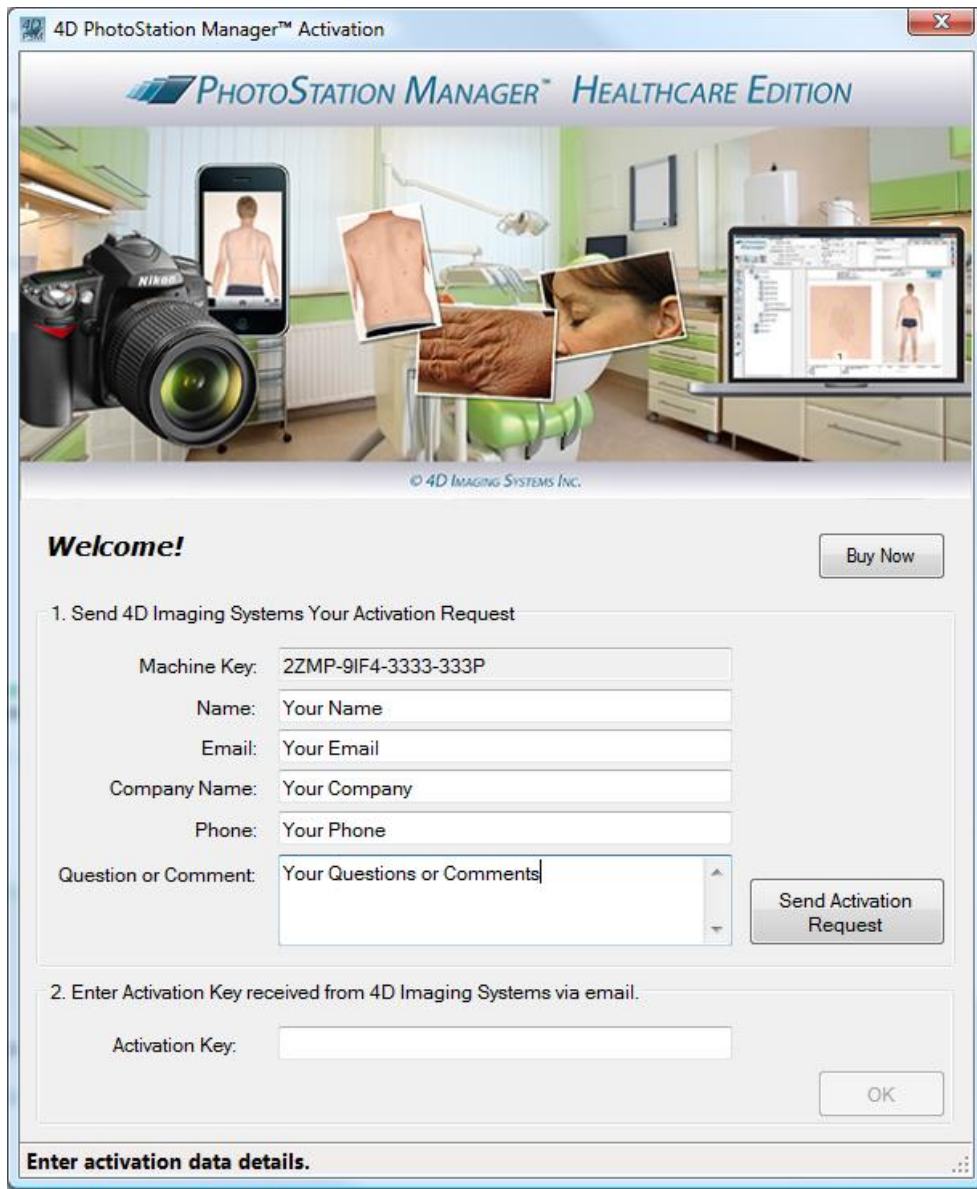 4D PhotoStation Manager™ Activation
PHOTOSTATION MANAGER™ HEALTHCARE EDITION
Nikon
1
© 4D IMAGING SYSTEMS INC.
Welcome!
Buy Now
1. Send 4D Imaging Systems Your Activation Request
Machine Key: 2ZMP-9IF4-3333-333P
Name: Your Name
Email: Your Email
Company Name: Your Company
Phone: Your Phone
Question or Comment: Your Questions or Comments
Send Activation
Request
2. Enter Activation Key received from 4D Imaging Systems via email.
Activation Key:
OK
Enter activation data details.